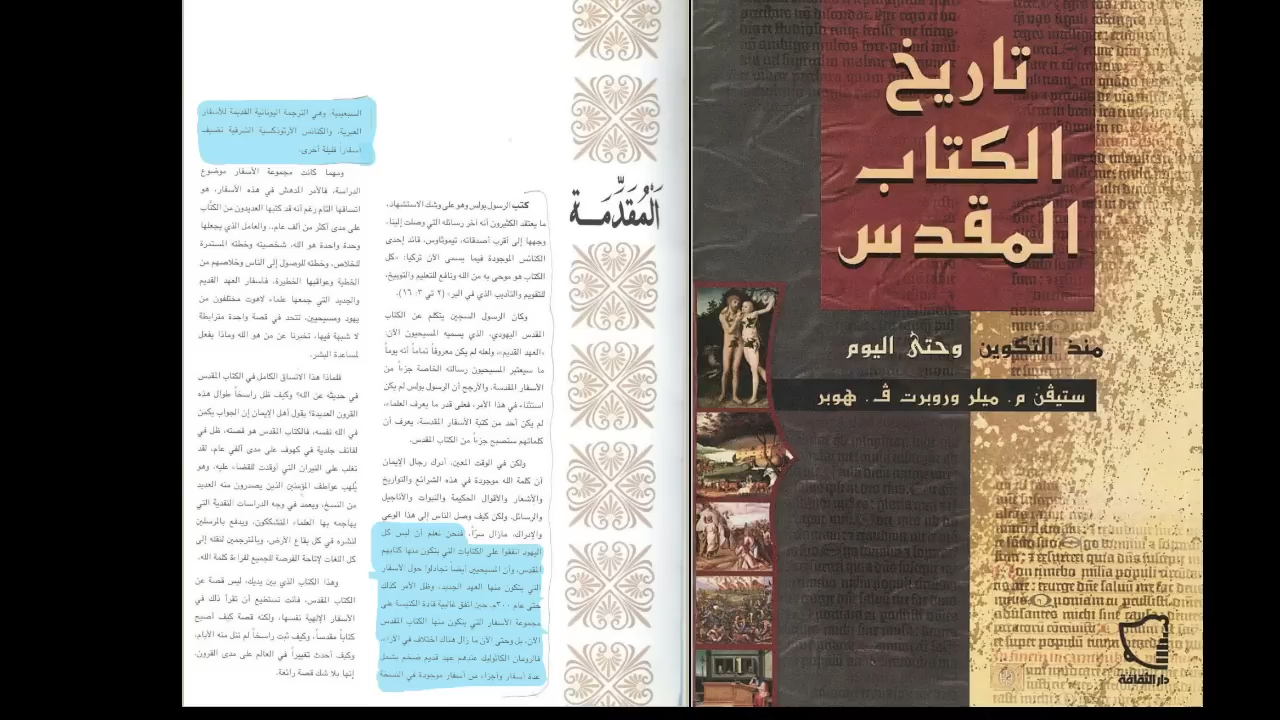 المُقَدَّمَـة
كتب الرسول بولس وهو على وشك الاستشهاد،
ما يعتقد الكثيرون أنه آخر رسائله التي وصلت إلينا،
وجهها إلى أقرب أصدقائه، تيموثاوس، قائد إحدى
الكنائس الموجودة فيما يسمى الآن تركيا: «كل
الكتاب هو موحى به من الله ونافع للتعليم والتوبيخ،
للتقويم والتأديب الذي في البر» (٢ تي ٣: ١٦).
وكان الرسول السجين يتكلم عن الكتاب
المقدس اليهودي، الذي يسميه المسيحيون الآن:
«العهد القديم»، ولعله لم يكن معروفاً تماماً أنه يوماً
ما سيعتبر المسيحيون رسالته الخاصة جزءاً من
الأسفار المقدسة. والأرجح أن الرسول بولس لم يكن
استثناء في هذا الأمر، فعلى قدر ما يعرف العلماء،
لم يكن أحد من كتبة الأسفار المقدسة، يعرف أن
كلماتهم ستصبح جزءاً من الكتاب المقدس.
ولكن في الوقت المعين، أدرك رجال الإيمان
أن كلمة الله موجودة في هذه الشرائع والتواريخ
والأشعار والأقوال الحكيمة والنبوات والأناجيل
والرسائل. ولكن كيف وصل الناس إلى هذا الوعي
والإدراك، مازال سراً. فنحن نعلم أن ليس كل
اليهود اتفقوا على الكتابات التي يتكون منها كتابهم
المقدس، وأن المسيحيين أيضاً تجادلوا حول الأسفار
التي يتكون منها العهد الجديد، وظل الأمر كذلك
حتى عام ٣٠٠م. حين اتفق غالبية قادة الكنيسة على
مجموعة الأسفار التي يتكون منها الكتاب المقدس
الآن، بل وحتى الآن ما زال هناك اختلاف في الآراء،
فالرومان الكاثوليك عندهم عهد قديم ضخم يشمل
عدة أسفار وأجزاء من أسفار موجودة في النسخة
السبعينية وهي الترجمة اليونانية القديمة للأسفار
العبرية، والكنائس الأرثوذكسية الشرقية تضيف
أسفاراً قليلة أخرى.
ومهما كانت مجموعة الأسفار موضوع
الدراسة، فالأمر المدهش في هذه الأسفار، هو
اتساقها التام رغم أنه قد كتبها العديدون من الكُتَّاب
على مدى أكثر من ألف عام، والعامل الذي يجعلها
وحدة واحدة هو الله، شخصيته وخطته المستمرة
للخلاص، وخطته للوصول إلى الناس وخلاصهم من
الخطية وعواقبها الخطيرة، فأسفار العهد القديم
والجديد التي جمعها علماء لاهوت مختلفون من
يهود ومسيحيين، تتحد في قصة واحدة مترابطة
لا شبهة فيها، تخبرنا عن من هو الله وماذا يفعل
لمساعدة البشر.
فلماذا هذا الاتساق الكامل في الكتاب المقدس
في حديثه عن الله؟ وكيف ظل راسخاً طوال هذه
القرون العديدة؟ يقول أهل الإيمان إن الجواب يكمن
في الله نفسه، فالكتاب المقدس هو قصته، ظل في
لفائف جلدية في كهوف على مدى ألفي عام، لقد
تغلب على النيران التي أوقدت للقضاء عليه، وهو
يُلهب عواطف المؤمنين الذين يصدرون منه العديد
من النسخ، ويصمد في وجه الدراسات النقدية التي
يهاجمه بها العلماء المتشككون، ويدفع بالمرسلين
لنشره في كل بقاع الأرض، وبالمترجمين لنقله إلى
كل اللغات لإتاحة الفرصة للجميع لقراءة كلمة الله.
وهذا الكتاب الذي بين يديك، ليس قصة عن
الكتاب المقدس، فأنت تستطيع أن تقرأ ذلك في
الأسفار الإلهية نفسها، ولكنه قصة كيف أصبح
كتاباً مقدساً، وكيف ثبت راسخاً لم تنل منه الأيام،
وكيف أحدث تغييراً في العالم على مدى القرون.
إنها بلا شك قصة رائعة.
تاريخ
الكتاب
المقدس
منذ التكوين وحتى اليوم
ستيڤن م. ميلر وروبرت ڤ. هوبر
دار الثقافة